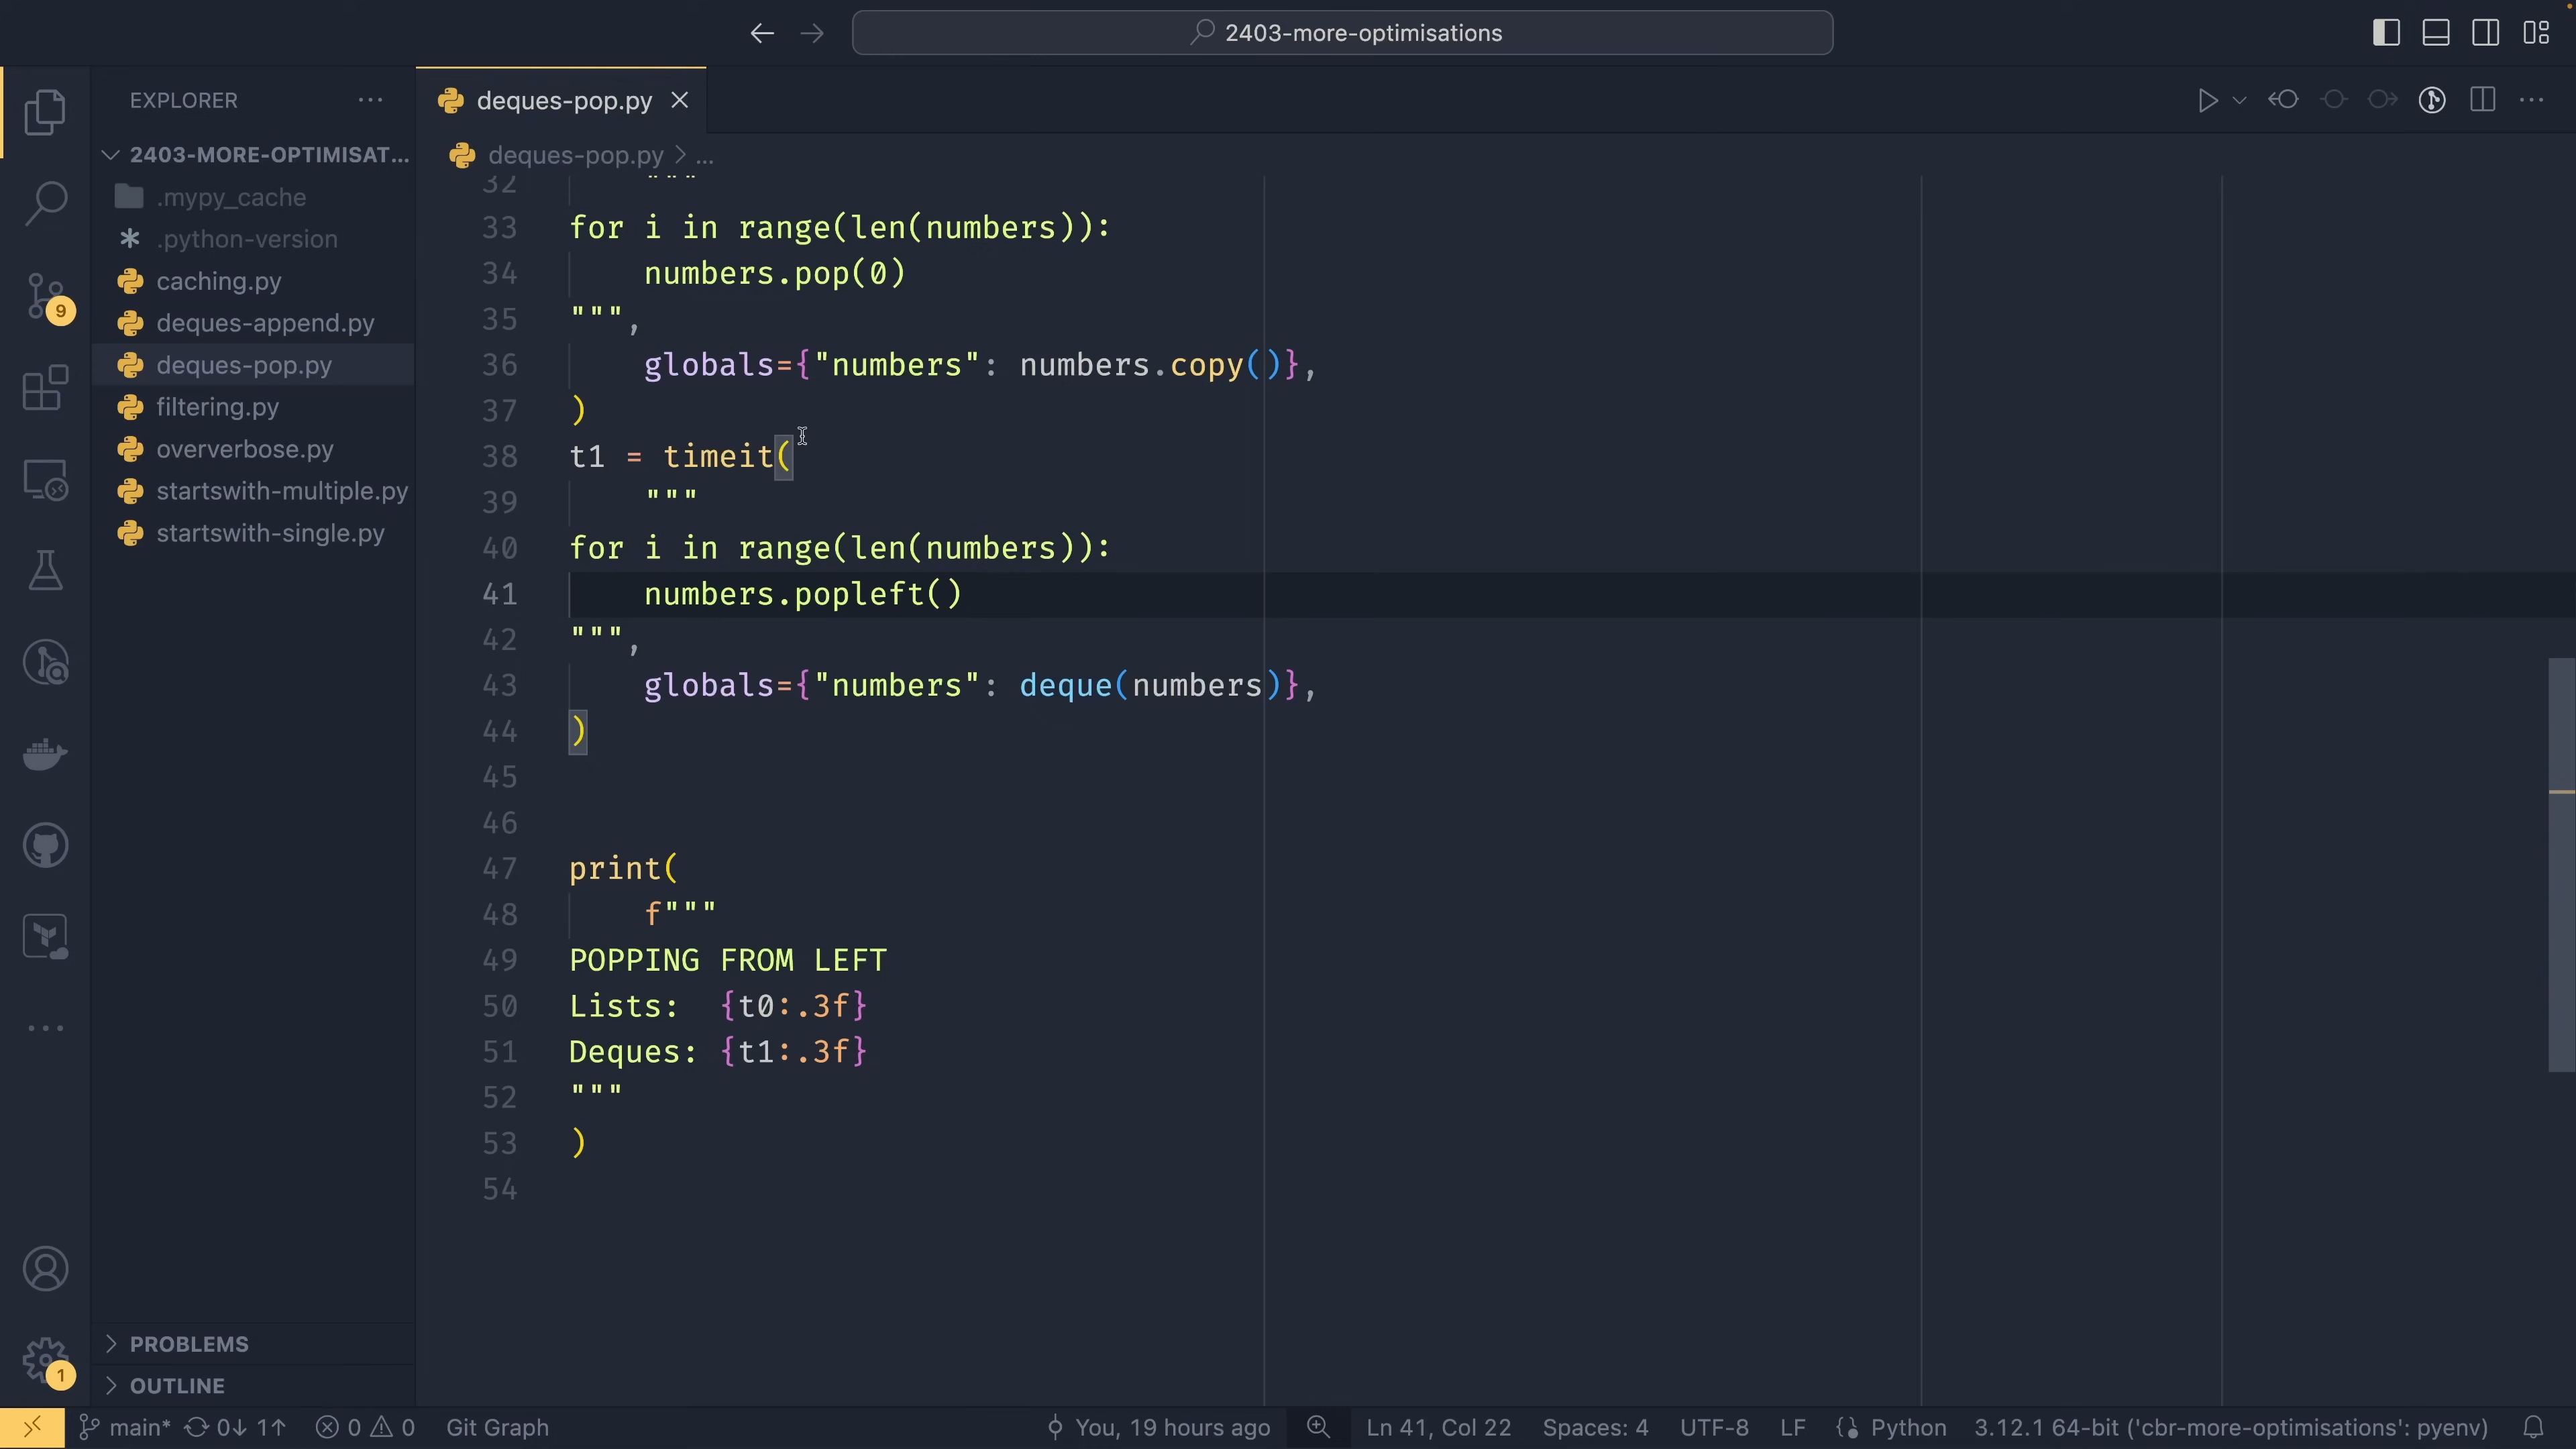 2403-more-optimisations
EXPLORER
deques-pop.py
2403-MORE-OPTIMISAT...
deques-pop.py > ...
.mypy_cache
.python-version
caching.py
deques-append.py
deques-pop.py
filtering.py
oververbose.py
startswith-multiple.py
startswith-single.py
32     """
33 for i in range(len(numbers)):
34     numbers.pop(0)
35 """,
36     globals={"numbers": numbers.copy()},
37 )
38 t1 = timeit(
39     """
40 for i in range(len(numbers)):
41     numbers.popleft()
42 """,
43     globals={"numbers": deque(numbers)},
44 )
45
46
47 print(
48     f"""
49 POPPING FROM LEFT
50 Lists:  {t0:.3f}
51 Deques: {t1:.3f}
52 """
53 )
54
9
1
PROBLEMS
OUTLINE
main* 0↓ 1↑ 0 0 Git Graph You, 19 hours ago Ln 41, Col 22 Spaces: 4 UTF-8 LF Python 3.12.1 64-bit ('cbr-more-optimisations': pyenv)